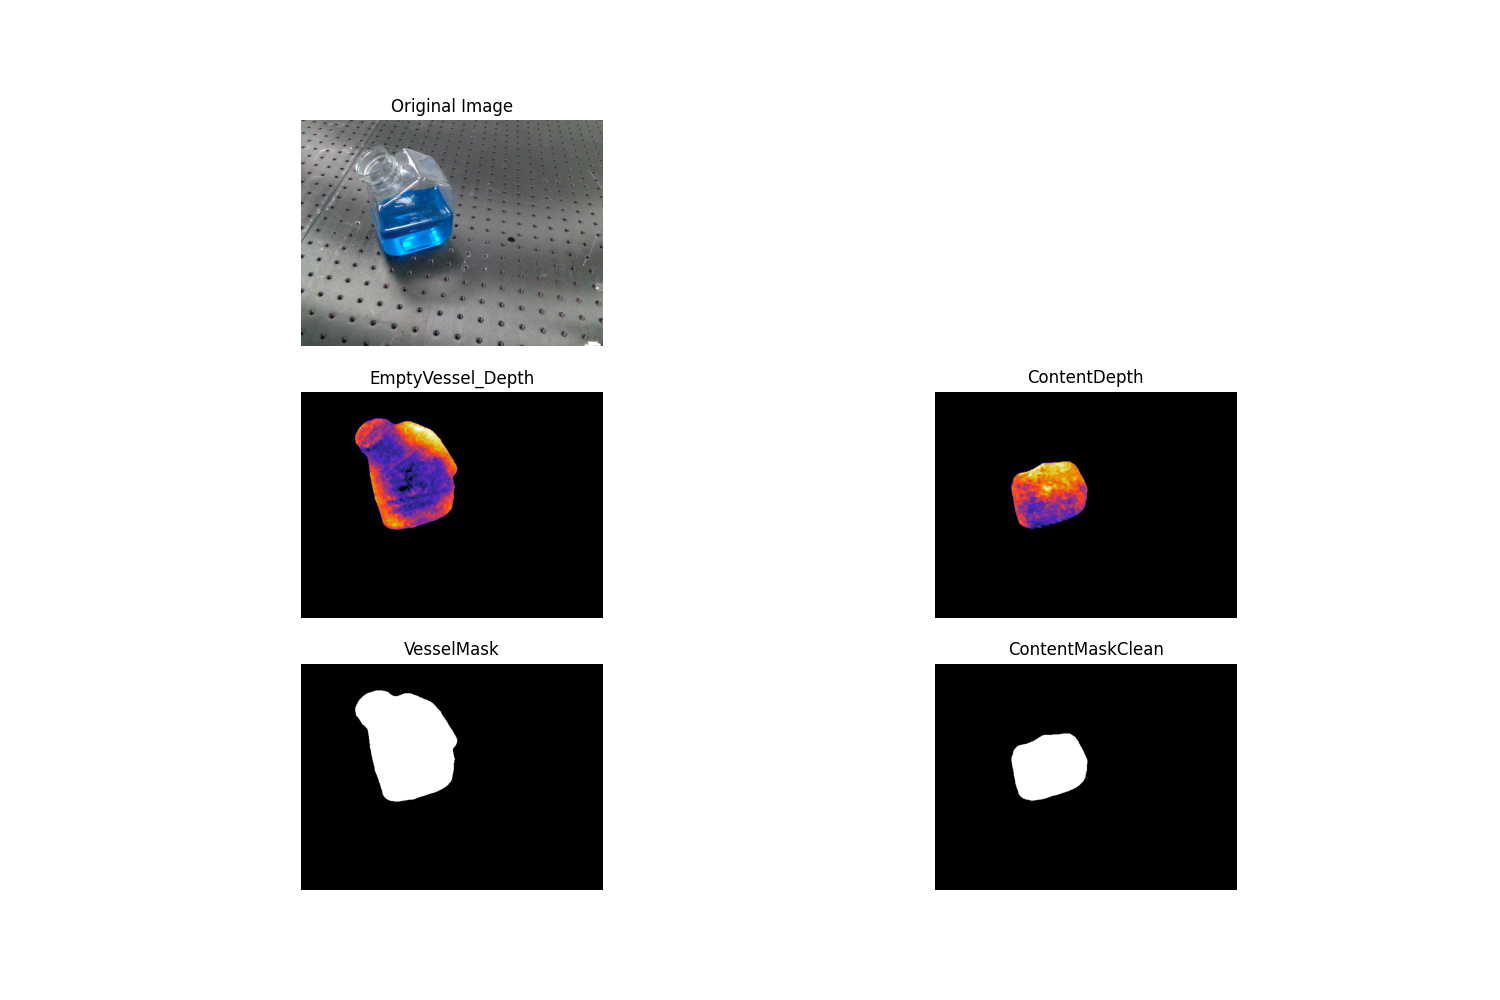 Original Image
EmptyVessel_Depth
ContentDepth
VesselMask
ContentMaskClean